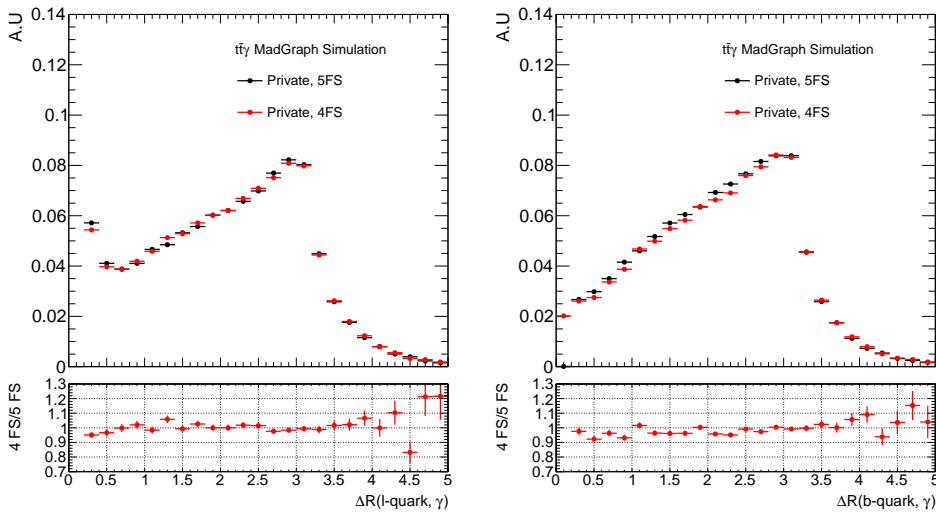 A.U
0.14
0.12
0.1
0.08
0.06
0.04
0.02
0
tt̄γ MadGraph Simulation
Private, 5FS
Private, 4FS
4 FS/5 FS
1.3
1.2
1.1
1
0.9
0.8
0.7
0 0.5 1 1.5 2 2.5 3 3.5 4 4.5 5
ΔR(l-quark, γ)
A.U
0.14
0.12
0.1
0.08
0.06
0.04
0.02
0
tt̄γ MadGraph Simulation
Private, 5FS
Private, 4FS
4 FS/5 FS
1.3
1.2
1.1
1
0.9
0.8
0.7
0 0.5 1 1.5 2 2.5 3 3.5 4 4.5 5
ΔR(b-quark, γ)